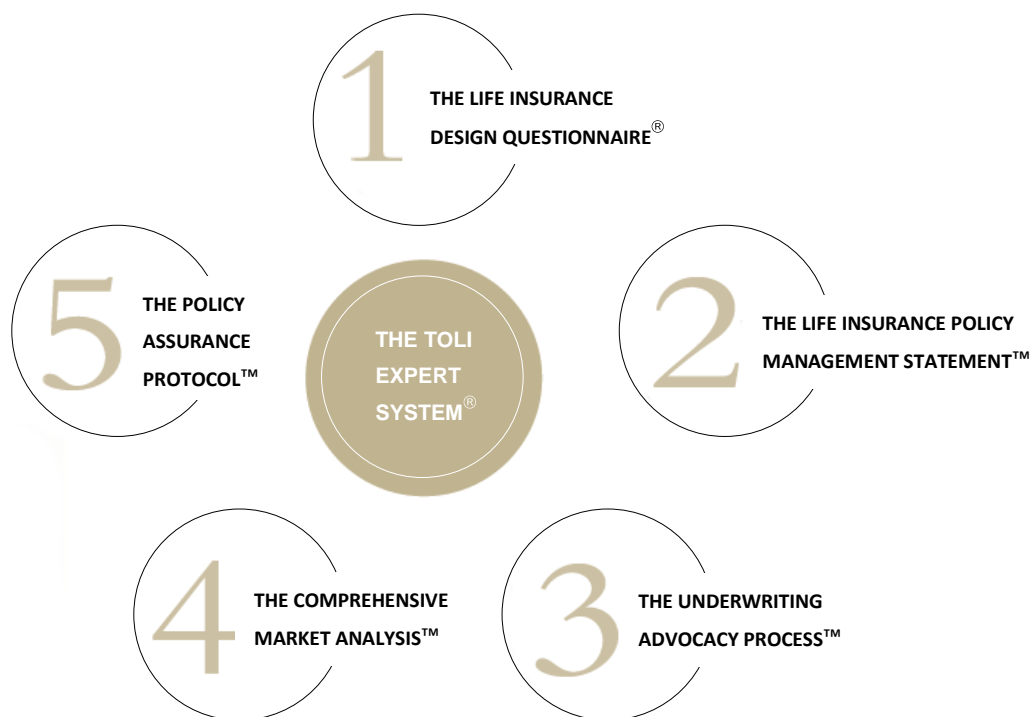 1
THE LIFE INSURANCE
DESIGN QUESTIONNAIRE®
2
THE LIFE INSURANCE POLICY
MANAGEMENT STATEMENT™
3
THE UNDERWRITING
ADVOCACY PROCESS™
4
THE COMPREHENSIVE
MARKET ANALYSIS™
5
THE POLICY
ASSURANCE
PROTOCOL™
THE TOLI
EXPERT
SYSTEM®